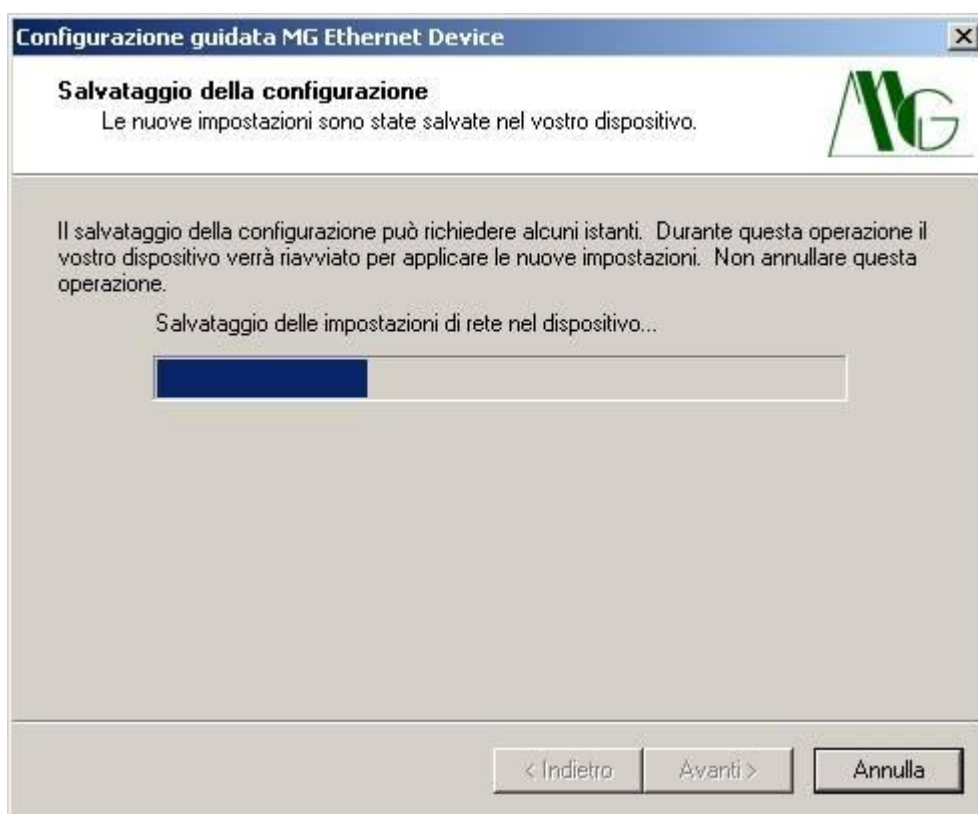 Configurazione guidata MG Ethernet Device
Salvataggio della configurazione
Le nuove impostazioni sono state salvate nel vostro dispositivo.
MG
Il salvataggio della configurazione può richiedere alcuni istanti. Durante questa operazione il
vostro dispositivo verrà riavviato per applicare le nuove impostazioni. Non annullare questa
operazione.
Salvataggio delle impostazioni di rete nel dispositivo...
< Indietro
Avanti >
Annulla